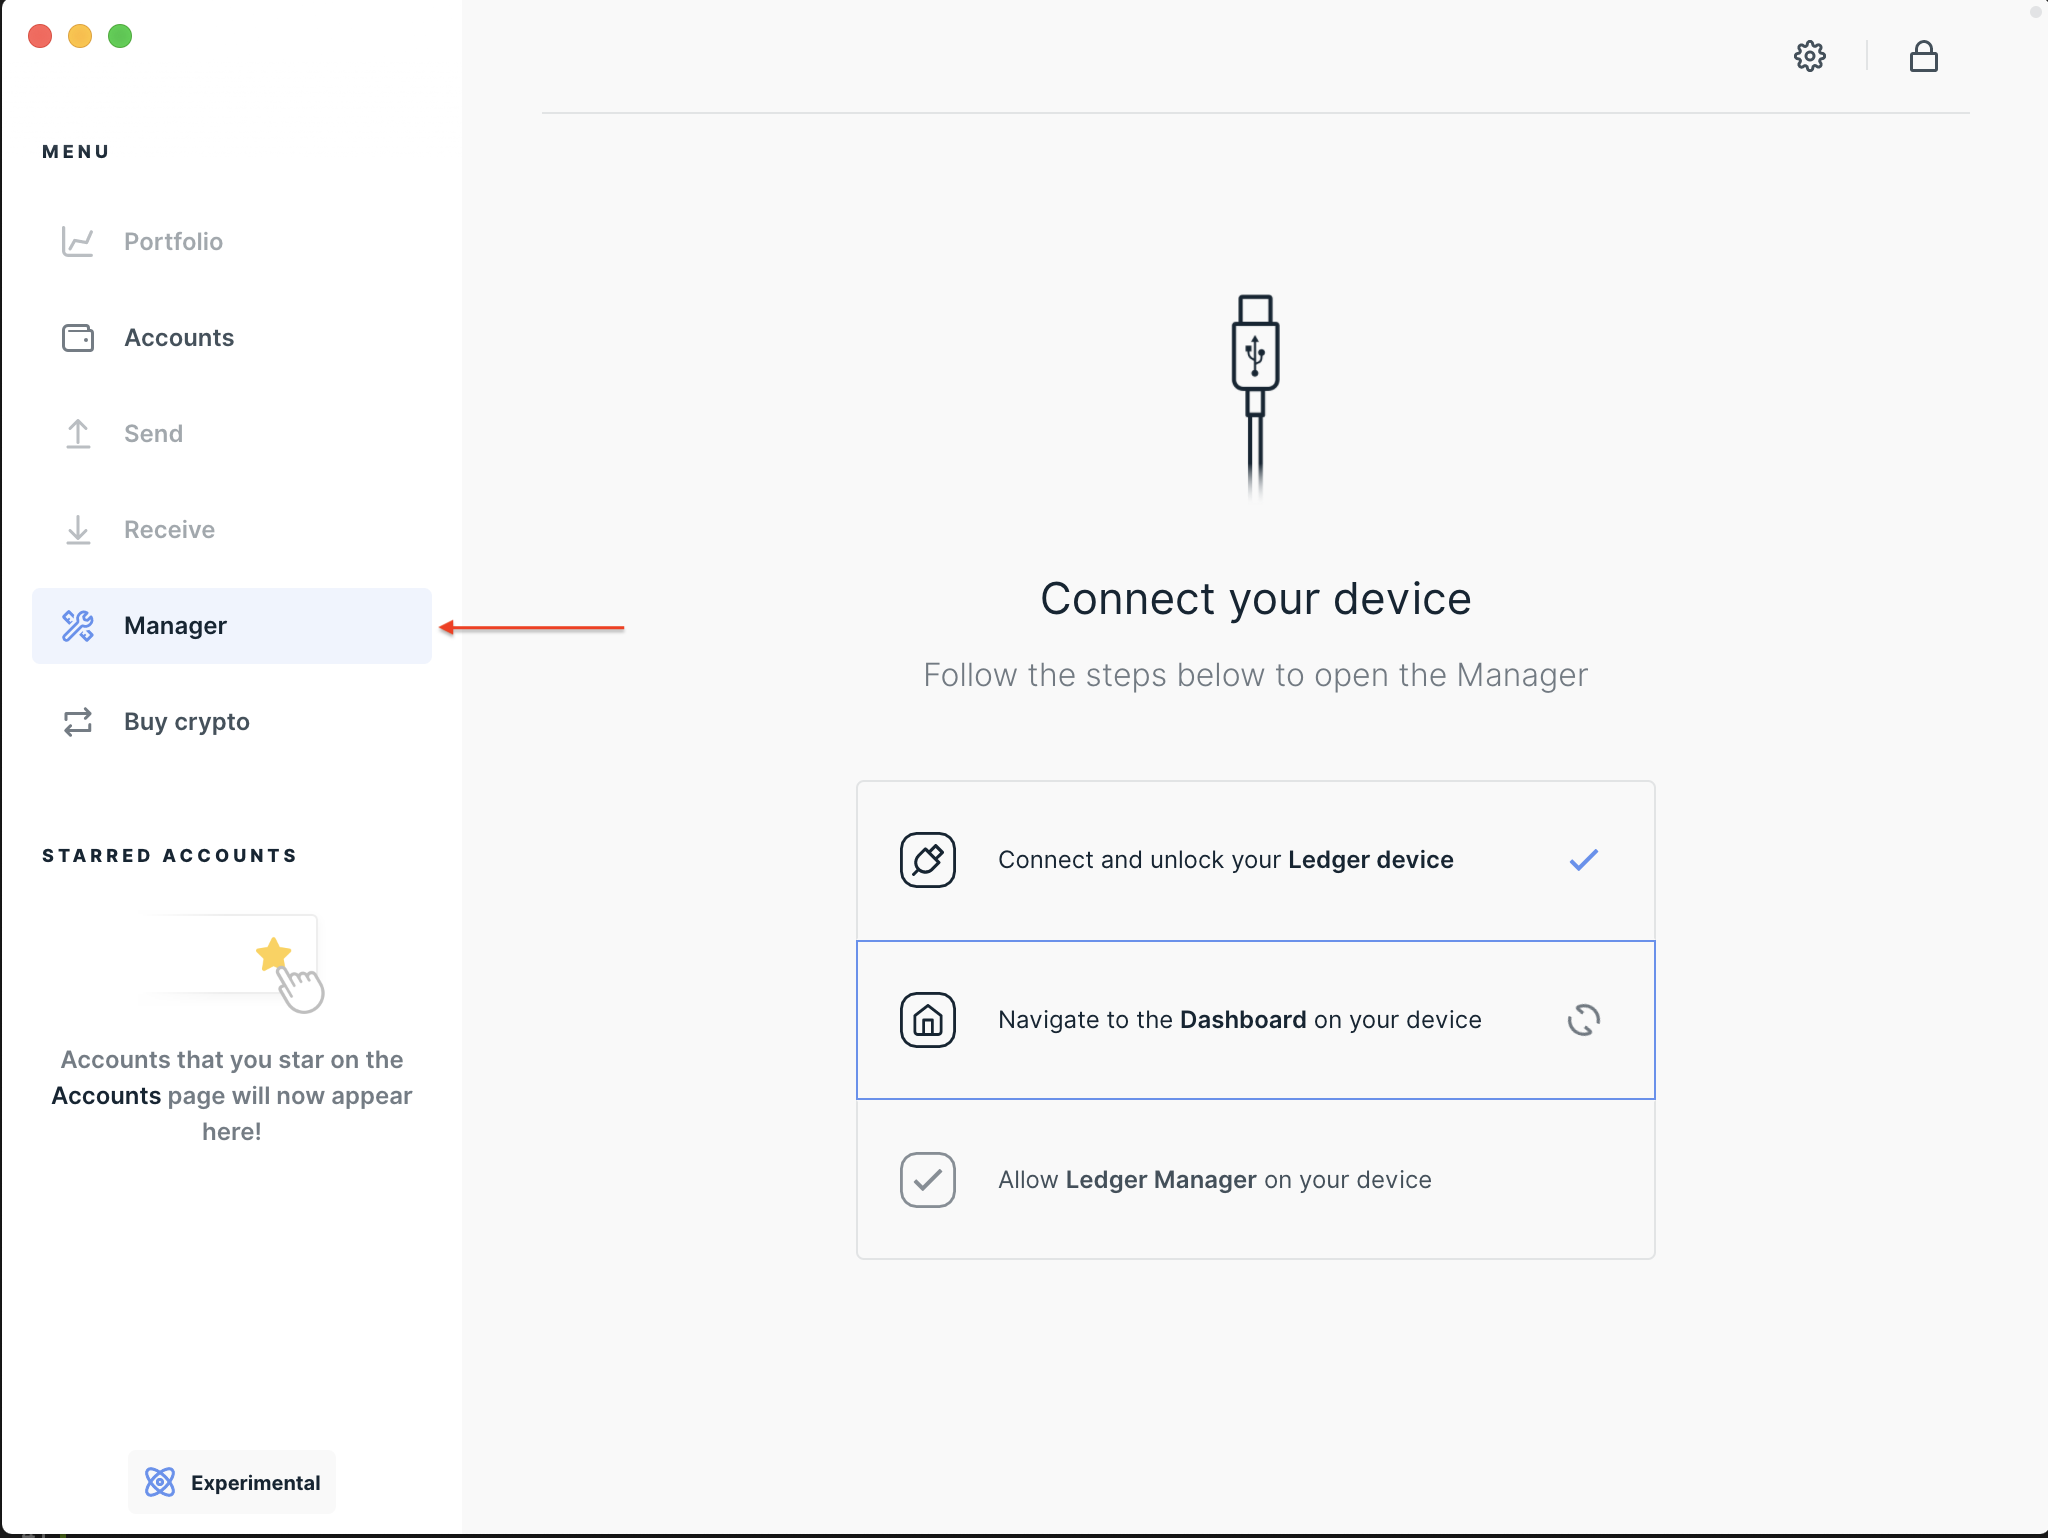 MENU
Portfolio
Accounts
Send
Receive
Manager
Buy crypto
STARRED ACCOUNTS
Accounts that you star on the
Accounts page will now appear
here!
Experimental
Connect your device
Follow the steps below to open the Manager
Connect and unlock your Ledger device
Navigate to the Dashboard on your device
Allow Ledger Manager on your device